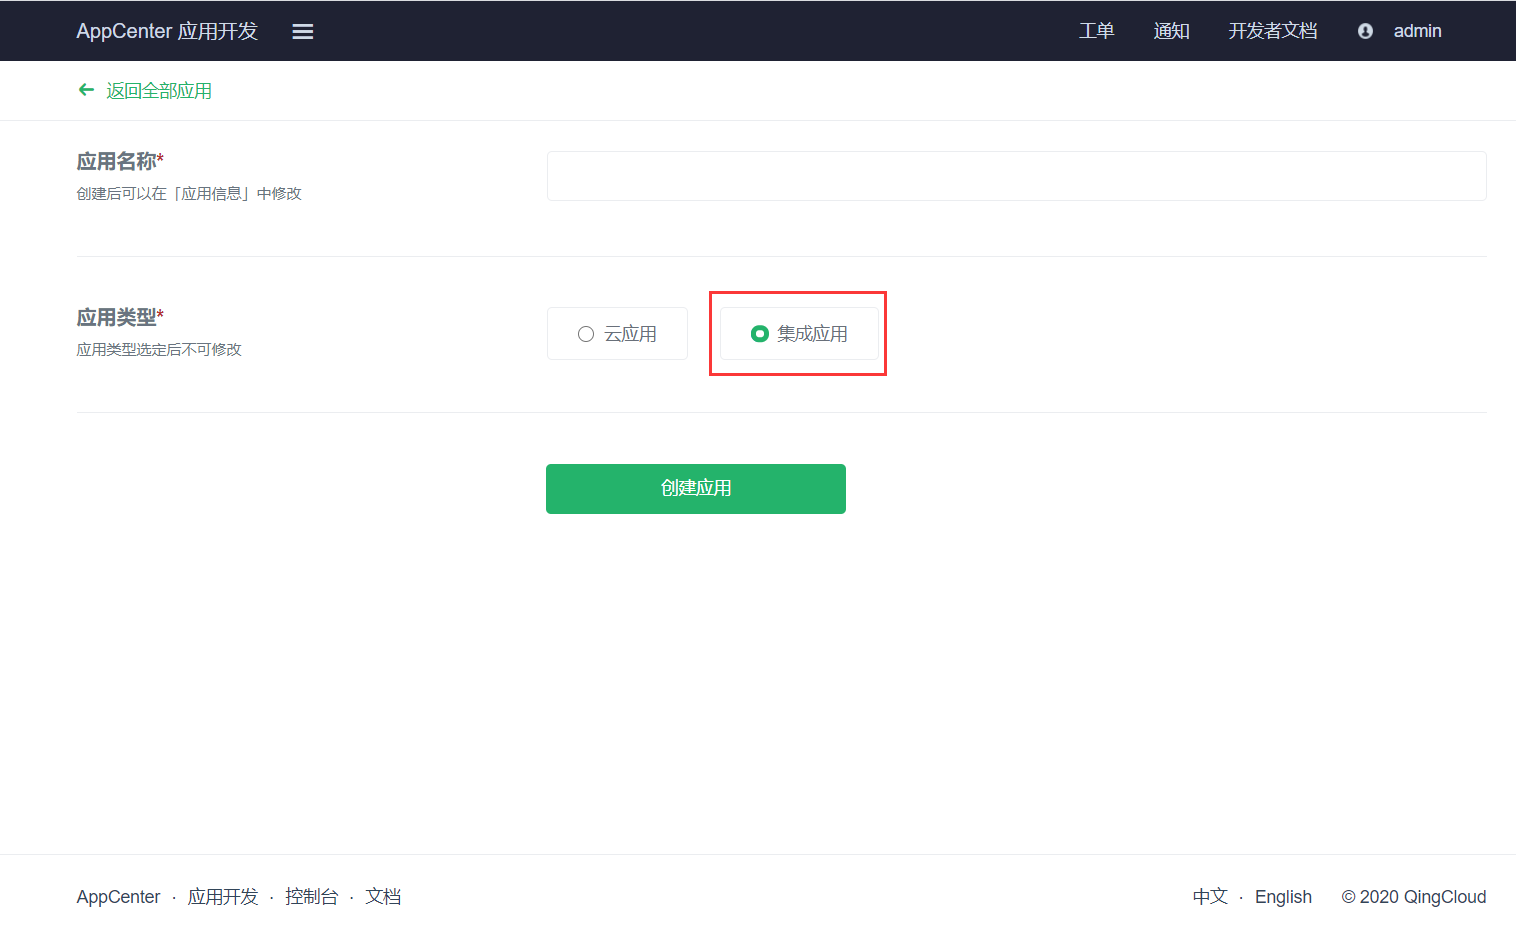 AppCenter 应用开发 工单 通知 开发者文档 admin
返回全部应用
应用名称*
创建后可以在「应用信息」中修改
应用类型*
应用类型选定后不可修改
云应用 集成应用
创建应用
AppCenter · 应用开发 · 控制台 · 文档 中文 · English © 2020 QingCloud